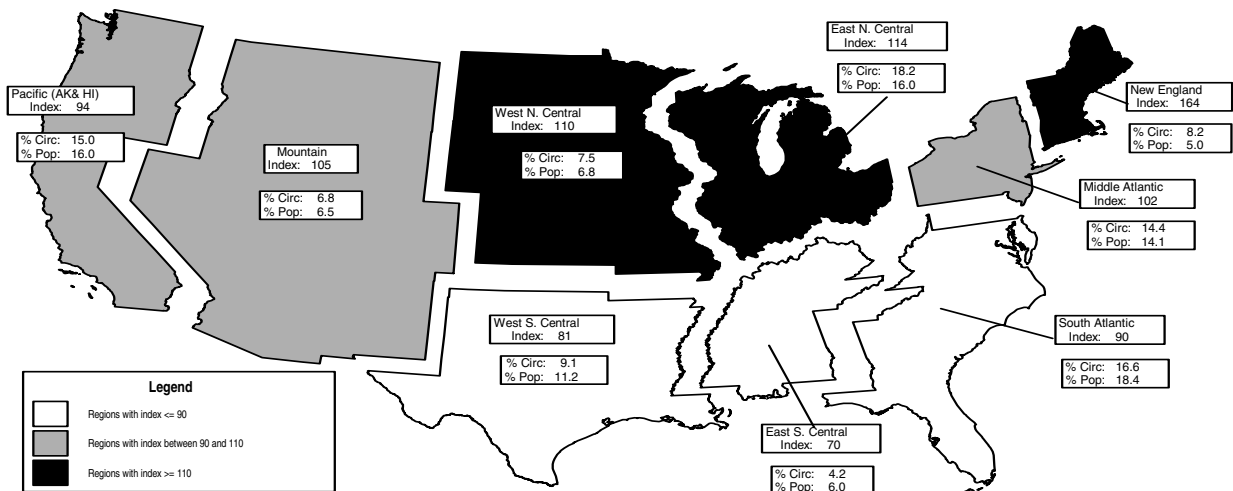 East N. Central
Index: 114
% Circ: 18.2
% Pop: 16.0
Pacific (AK& HI)
Index: 94
% Circ: 15.0
% Pop: 16.0
Mountain
Index: 105
% Circ: 6.8
% Pop: 6.5
West N. Central
Index: 110
% Circ: 7.5
% Pop: 6.8
New England
Index: 164
% Circ: 8.2
% Pop: 5.0
Middle Atlantic
Index: 102
% Circ: 14.4
% Pop: 14.1
West S. Central
Index: 81
% Circ: 9.1
% Pop: 11.2
South Atlantic
Index: 90
% Circ: 16.6
% Pop: 18.4
East S. Central
Index: 70
% Circ: 4.2
% Pop: 6.0
Legend
Regions with index <= 90
Regions with index between 90 and 110
Regions with index >= 110